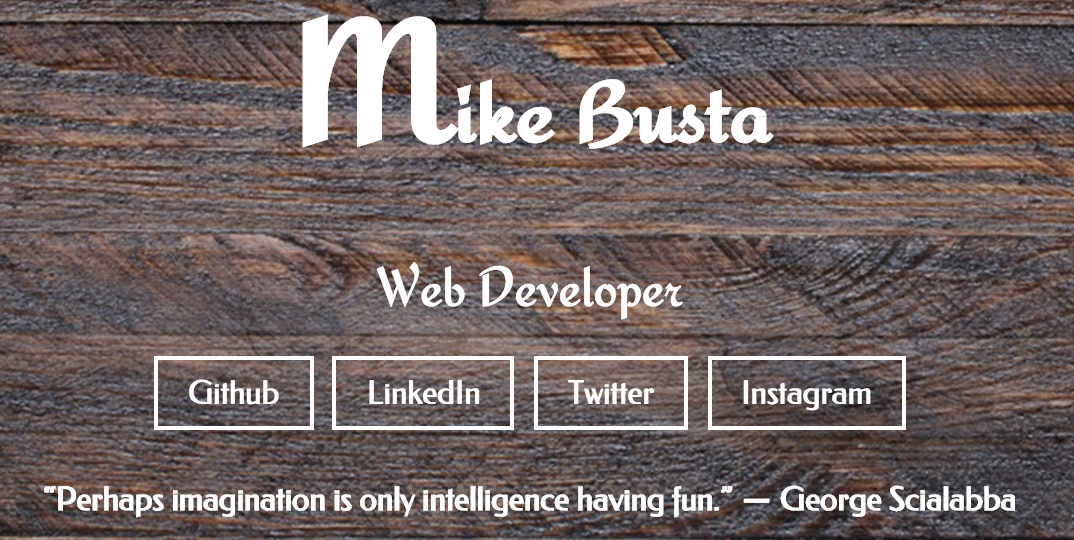 Mike Busta
Web Developer
Github
LinkedIn
Twitter
Instagram
“Perhaps imagination is only intelligence having fun.” — George Scialabba